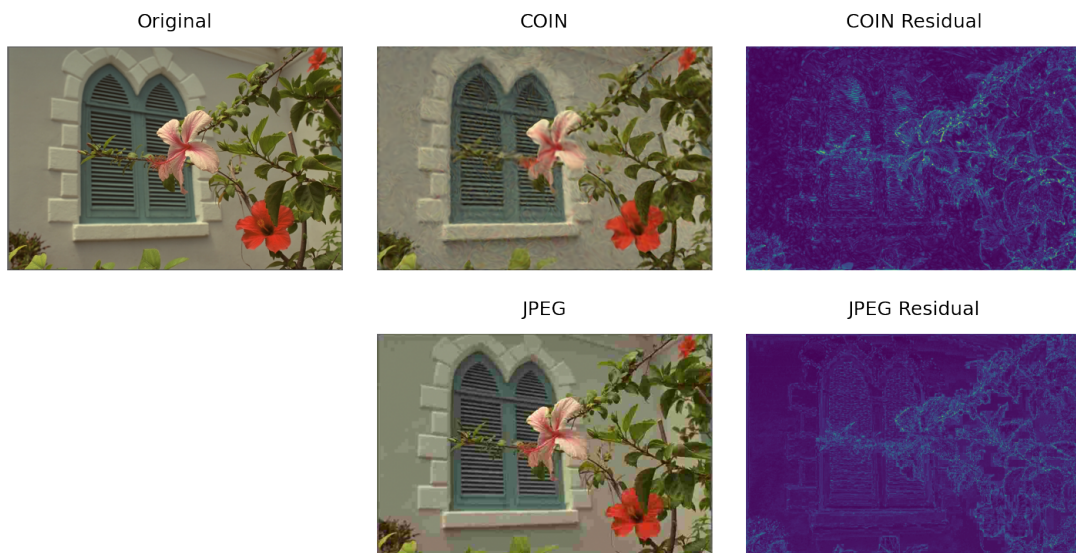 Original
COIN
COIN Residual
JPEG
JPEG Residual